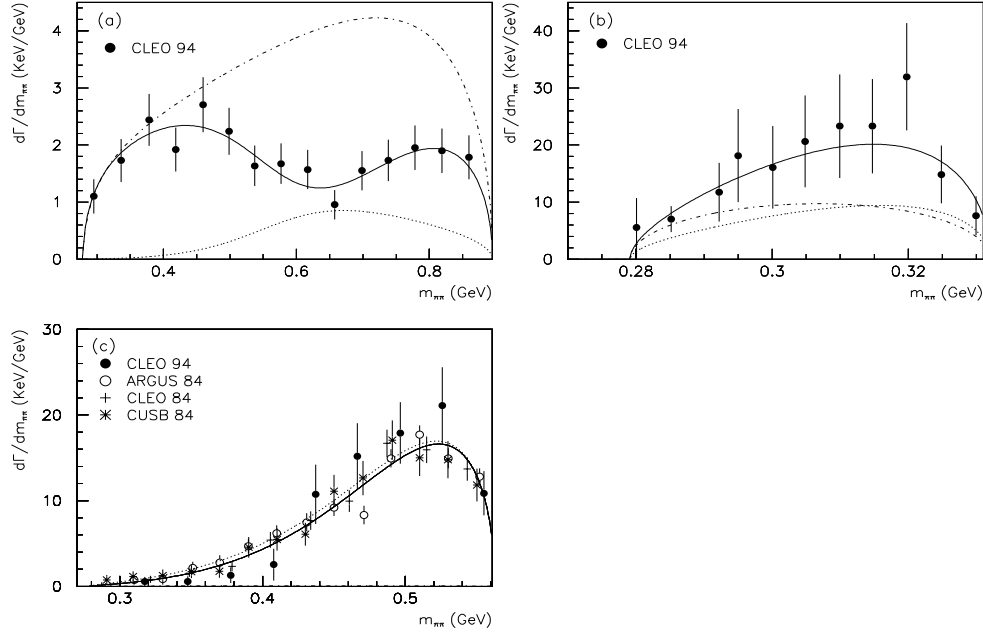 (a)
CLEO 94
dΓ/dm_ππ (KeV/GeV)
4
3
2
1
0
0.4
0.6
0.8
m_ππ (GeV)
(b)
CLEO 94
dΓ/dm_ππ (KeV/GeV)
40
30
20
10
0
0.28
0.3
0.32
m_ππ (GeV)
(c)
CLEO 94
ARGUS 84
CLEO 84
CUSB 84
dΓ/dm_ππ (KeV/GeV)
30
20
10
0
0.3
0.4
0.5
m_ππ (GeV)